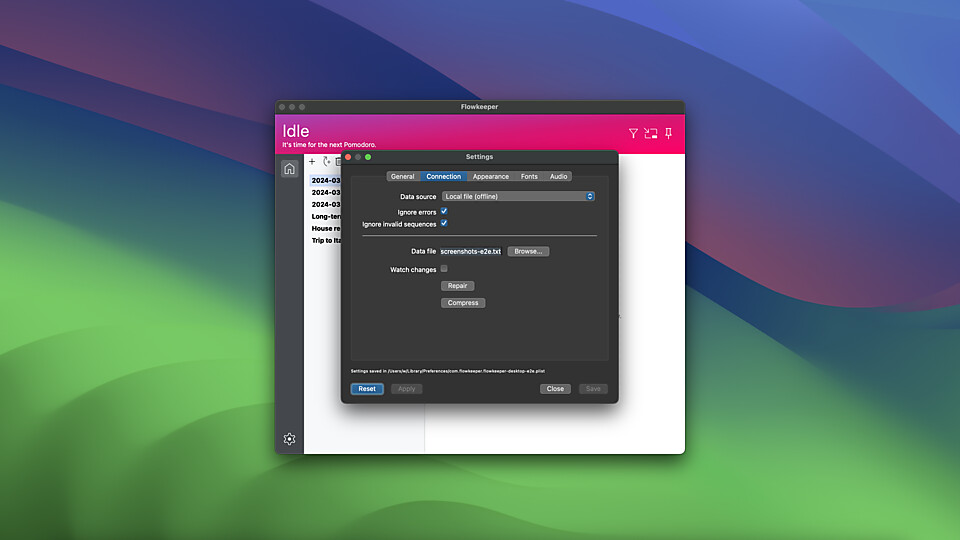 Flowkeeper
Idle
It's time for the next Pomodoro.
Settings
General Connection Appearance Fonts Audio
Data source Local file (offline)
Ignore errors
Ignore invalid sequences
Data file screenshots-e2e.txt Browse...
Watch changes
Repair
Compress
Settings saved in /Users/w/Library/Preferences/com.flowkeeper.flowkeeper-desktop-e2e.plist
Reset Apply Close Save
2024-03
2024-03
2024-03
Long-ter
House re
Trip to Ita